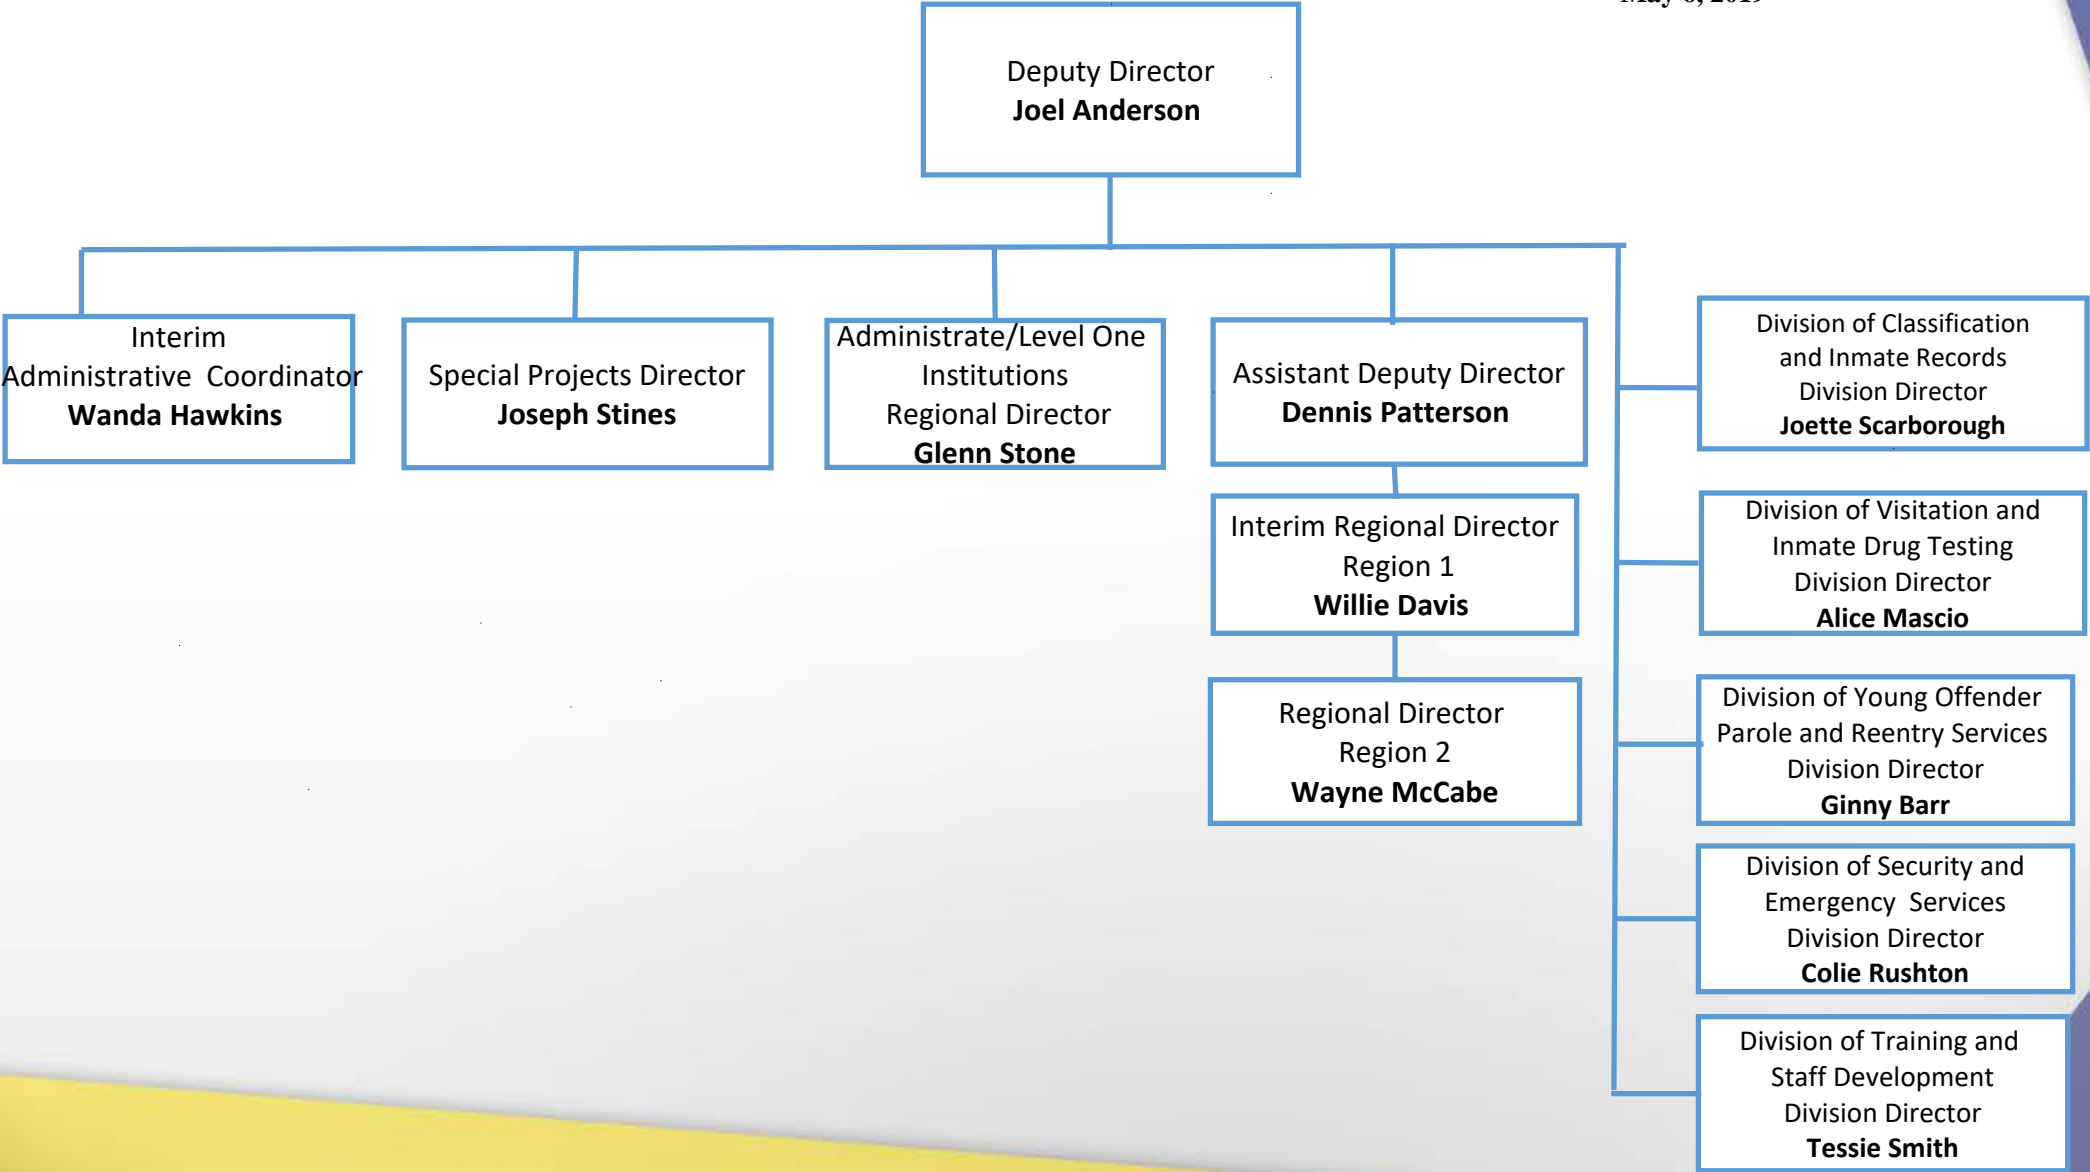 May 6, 2019
Deputy Director
Joel Anderson
Interim
Administrative  Coordinator
Wanda Hawkins
Special Projects Director
Joseph Stines
Administrate/Level One
Institutions
Regional Director
Glenn Stone
Assistant Deputy Director
Dennis Patterson
Interim Regional Director
Region 1
Willie Davis
Regional Director
Region 2
Wayne McCabe
Division of Classification
and Inmate Records
Division Director
Joette Scarborough
Division of Visitation and
Inmate Drug Testing
Division Director
Alice Mascio
Division of Young Offender
Parole and Reentry Services
Division Director
Ginny Barr
Division of Security and
Emergency  Services
Division Director
Colie Rushton
Division of Training and
Staff Development
Division Director
Tessie Smith